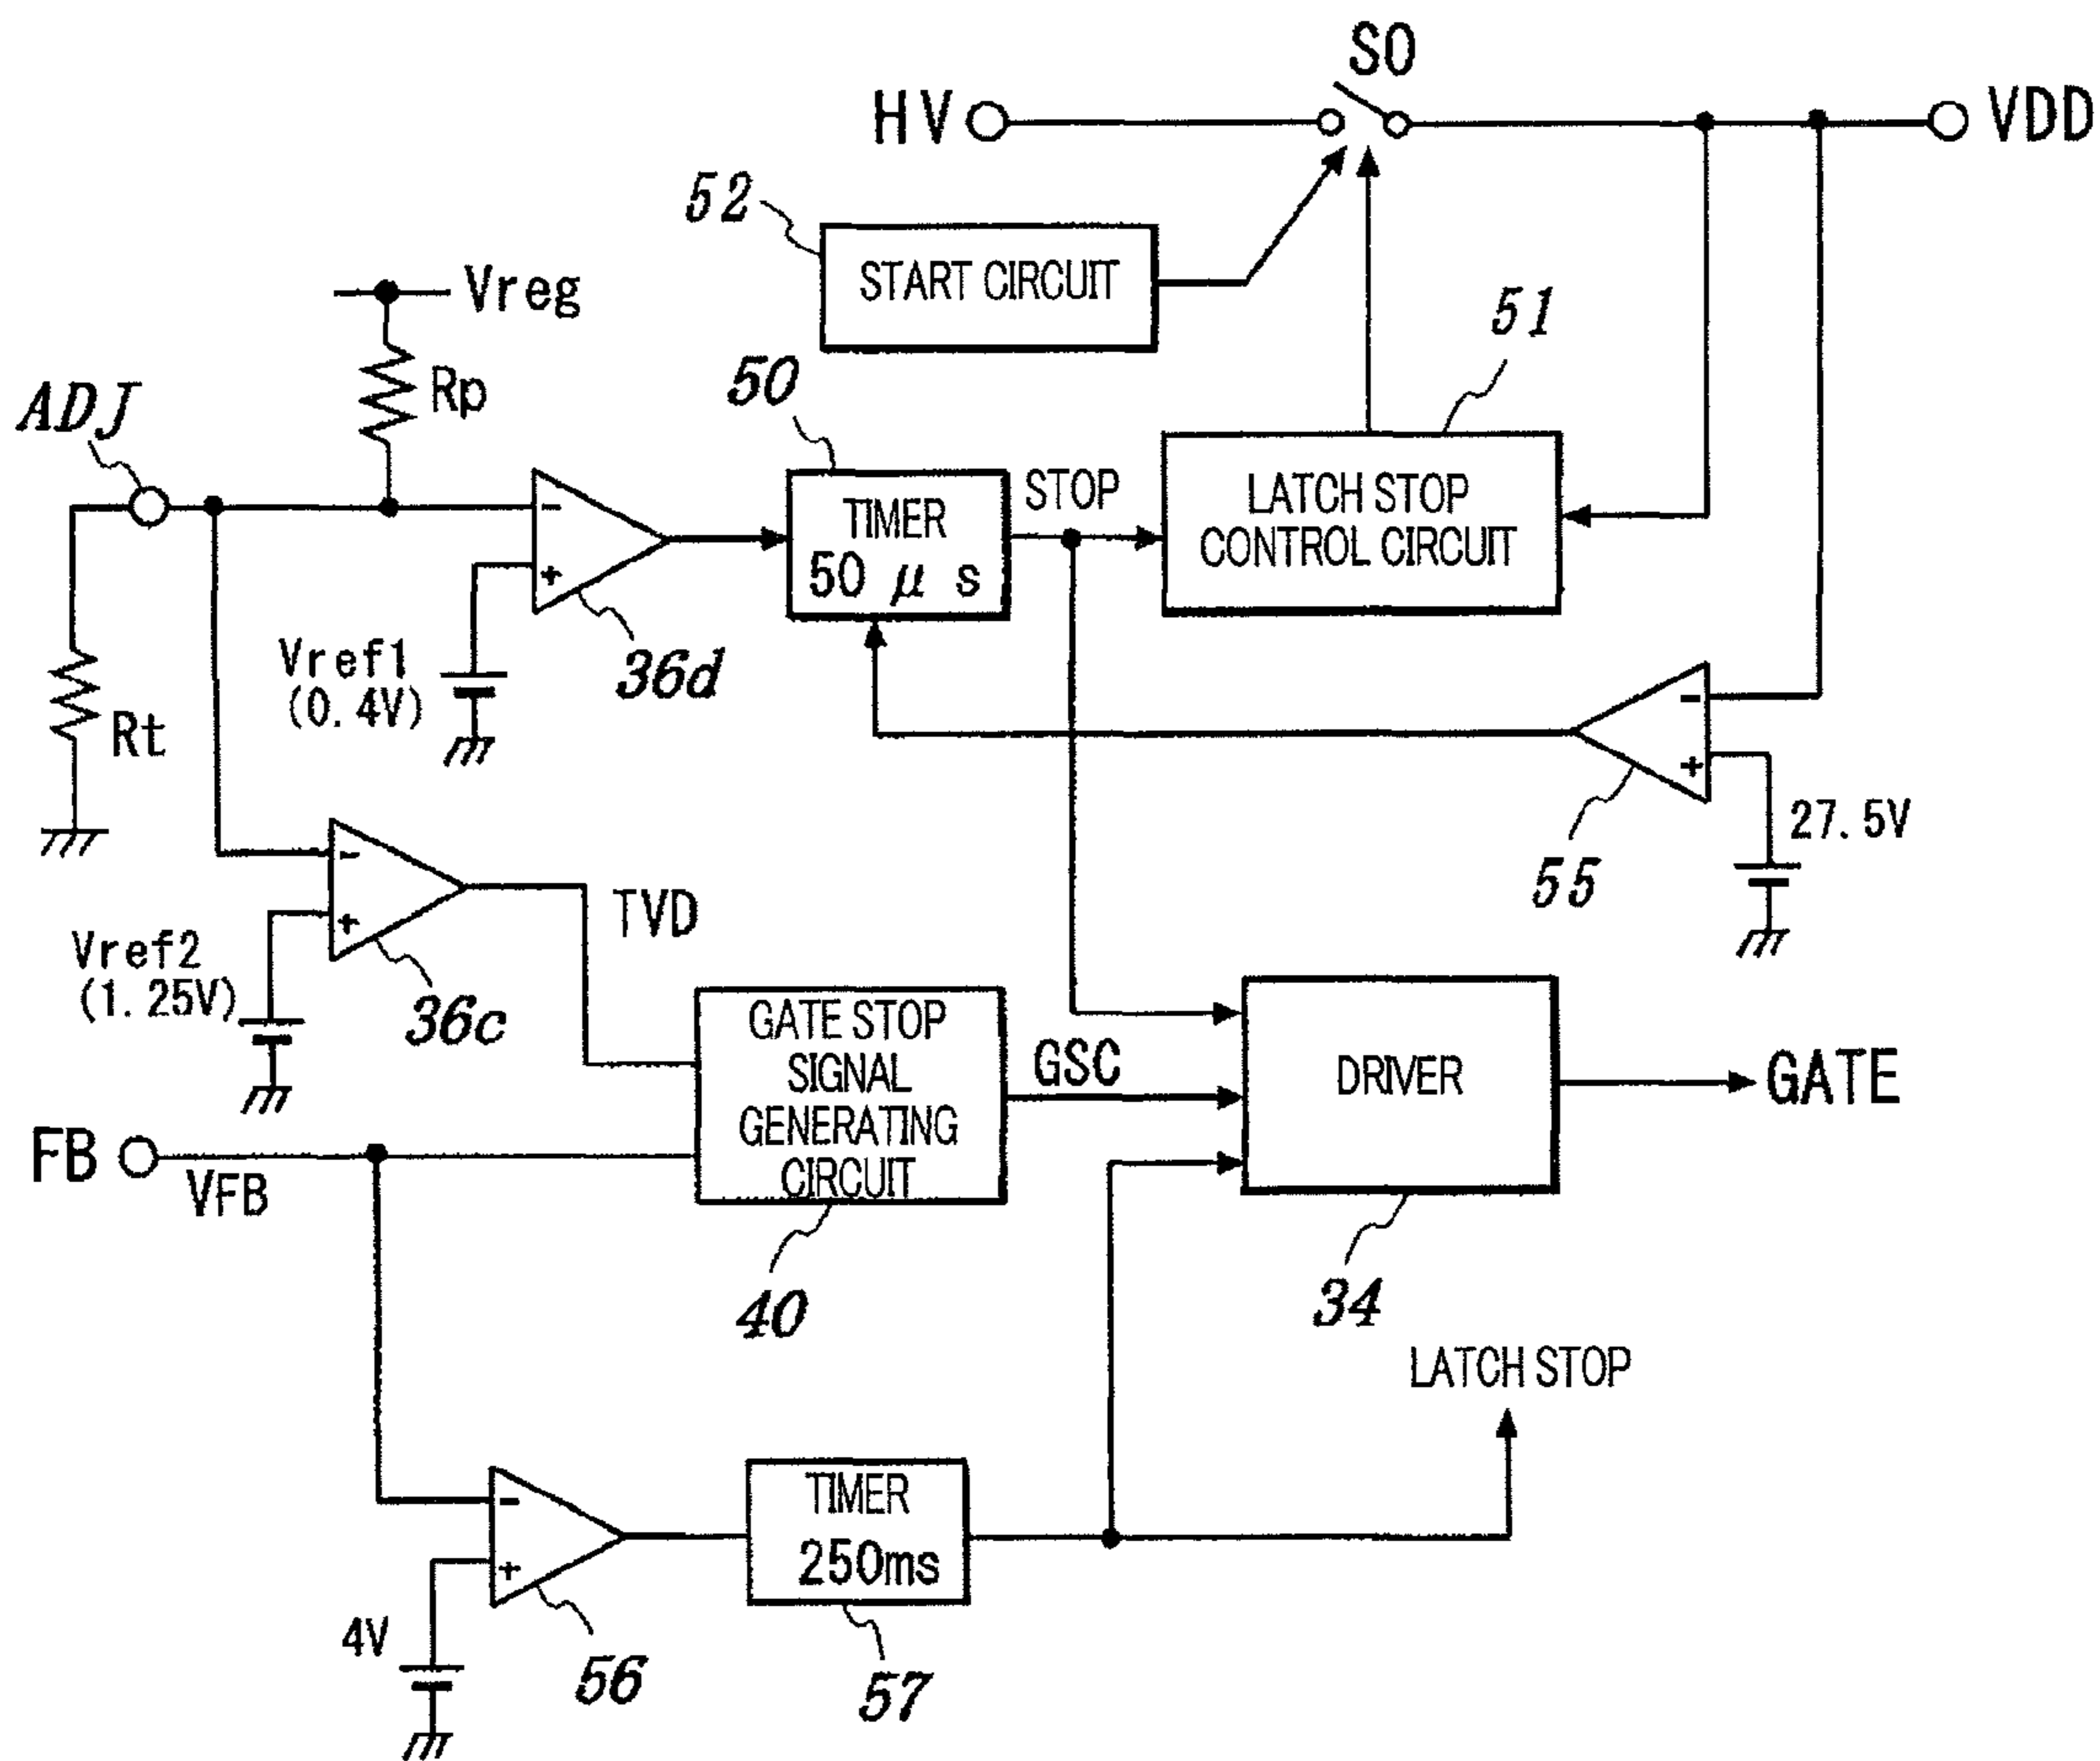 SO
HV
VDD
52
START CIRCUIT
Vreg
51
Rp
50
ADJ
STOP
TIMER
50 μ s
LATCH STOP
CONTROL CIRCUIT
-
+
Vref1
(0.4V)
36d
Rt
-
+
27.5V
55
-
+
TVD
Vref2
(1.25V)
36c
GATE STOP
SIGNAL
GENERATING
CIRCUIT
GSC
DRIVER
GATE
FB
VFB
40
34
LATCH STOP
-
+
TIMER
250ms
4V
56
57